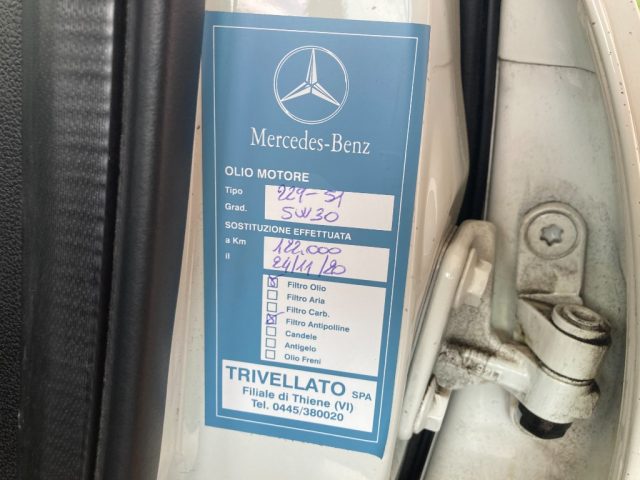 Mercedes-Benz
OLIO MOTORE
Tipo 229-51
Grad. 5W30
SOSTITUZIONE EFFETTUATA
a Km 122.000
il 24/11/20
Filtro Olio
Filtro Aria
Filtro Carb.
Filtro Antipolline
Candele
Antigelo
Olio Freni
TRIVELLATO SPA
Filiale di Thiene (VI)
Tel. 0445/380020